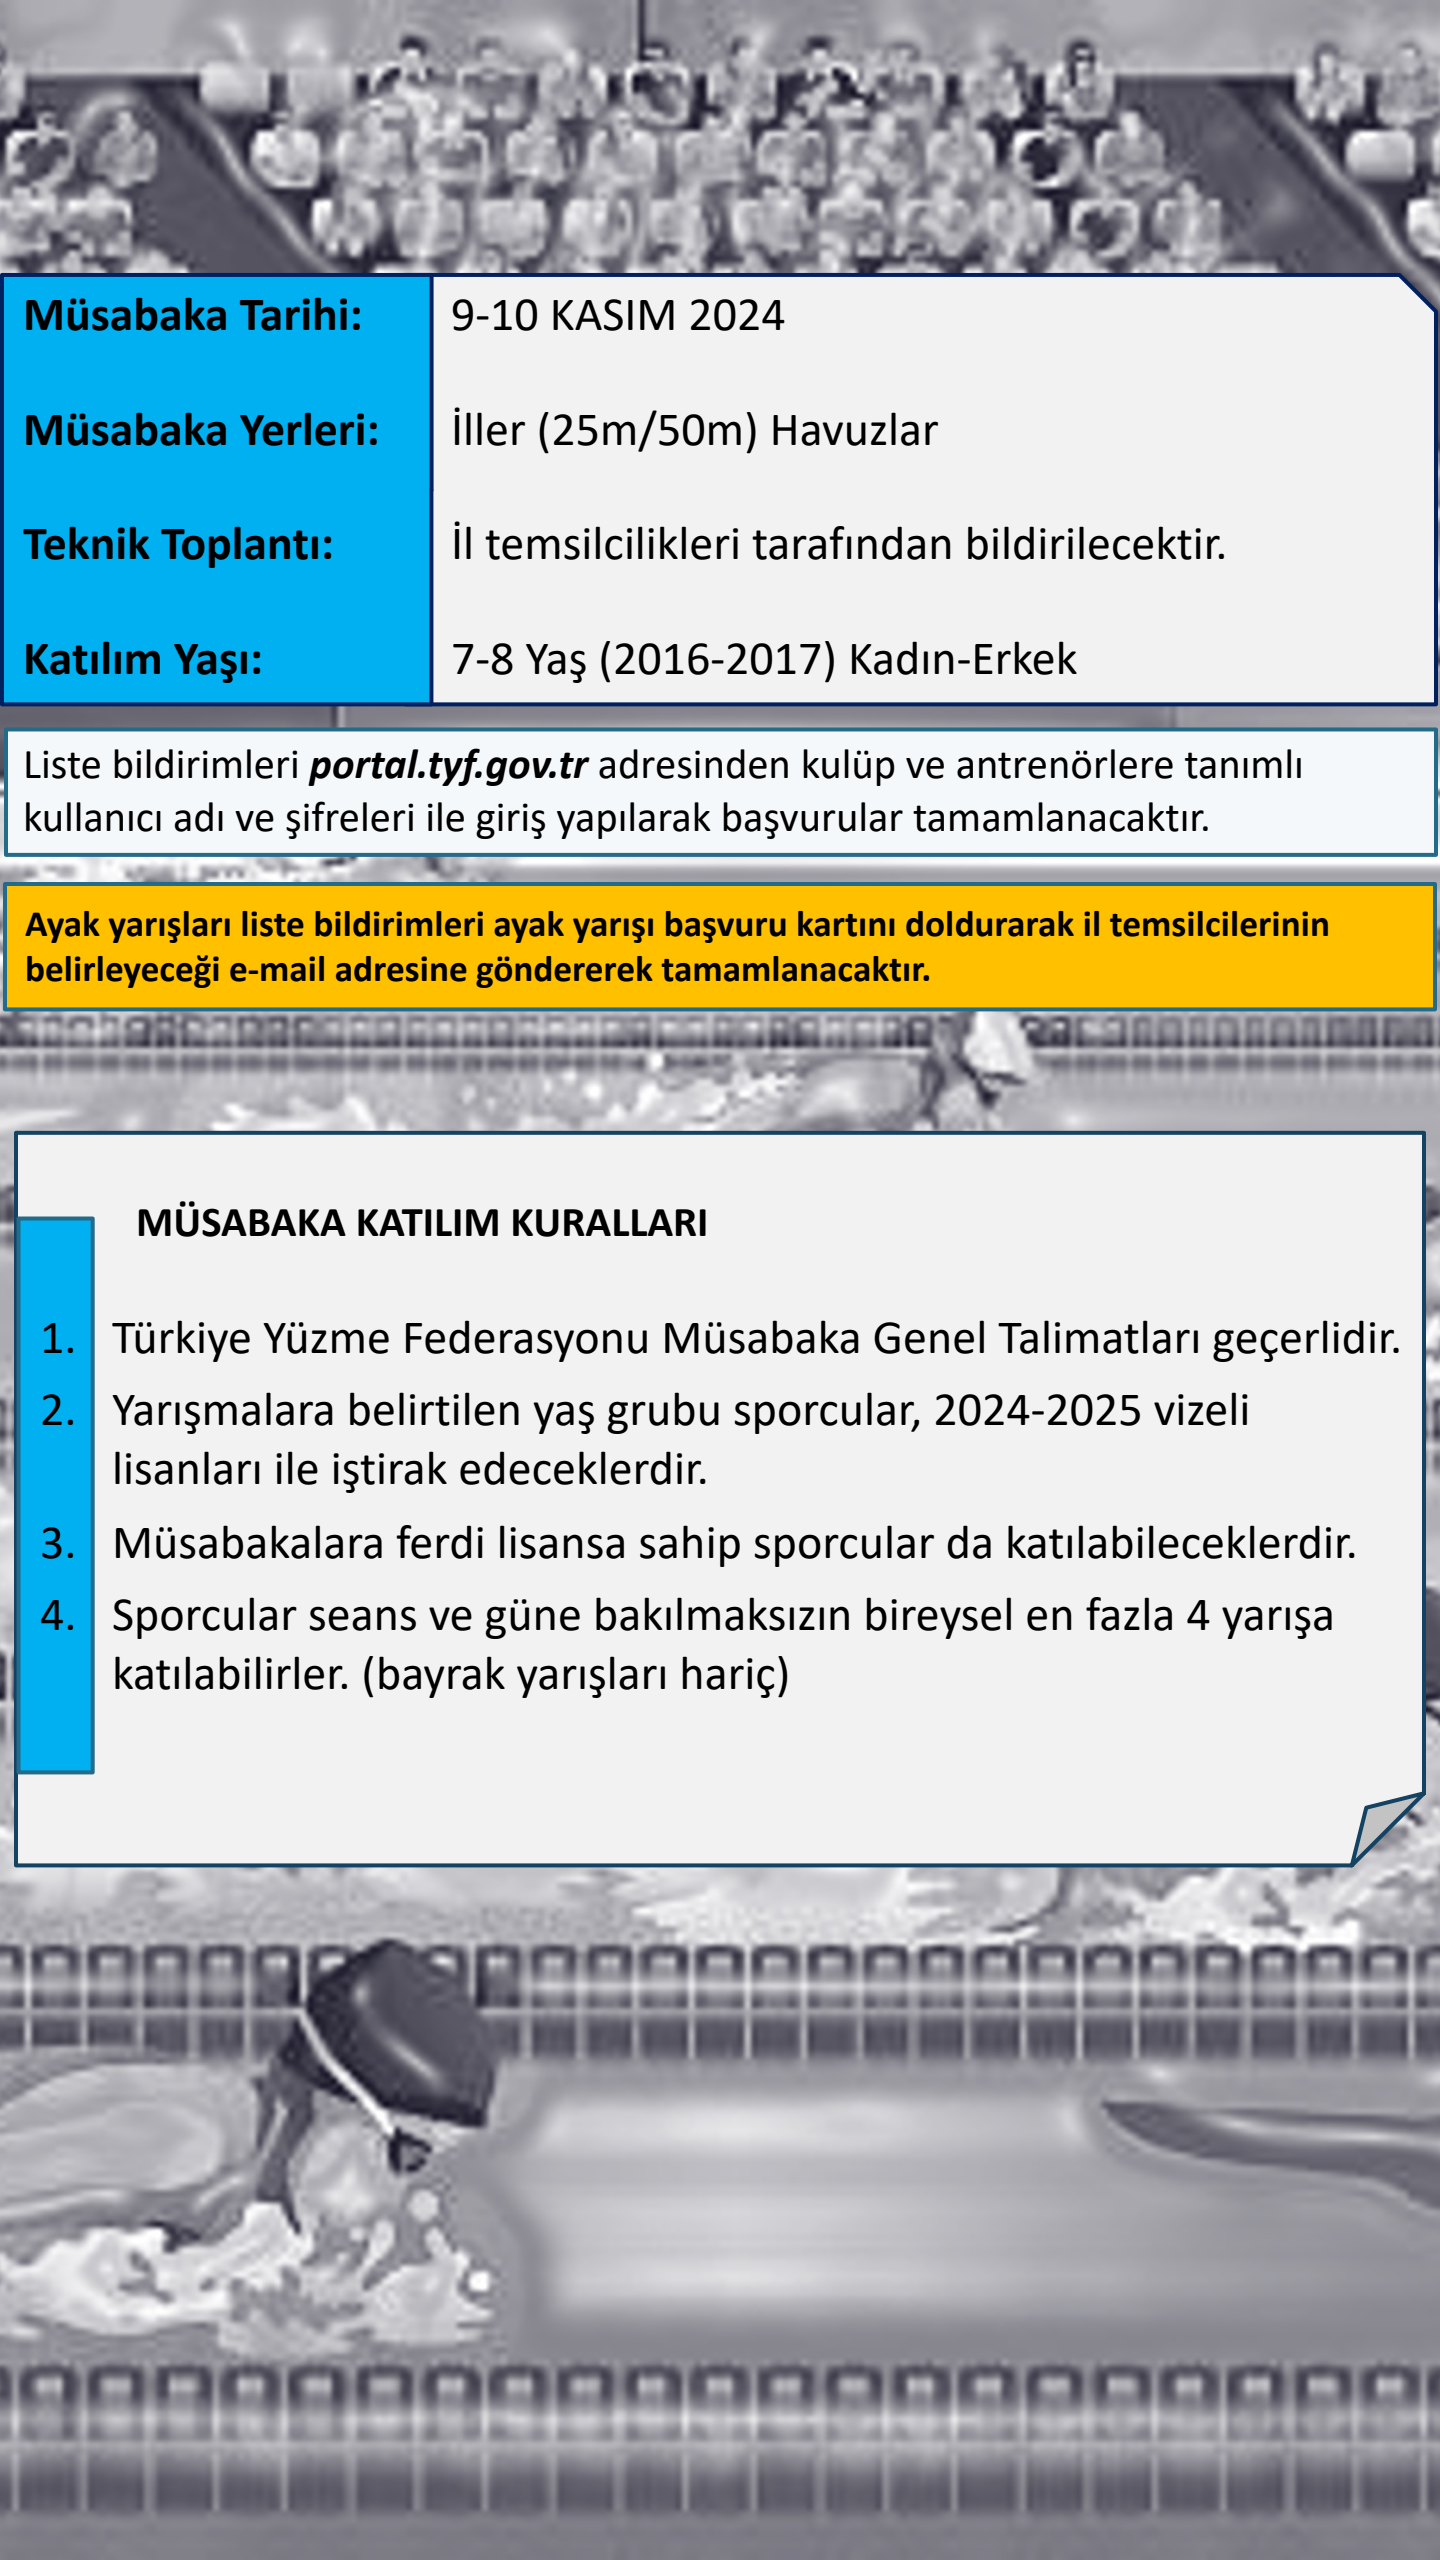 Müsabaka Tarihi: 9-10 KASIM 2024
Müsabaka Yerleri: İller (25m/50m) Havuzlar
Teknik Toplantı: İl temsilcilikleri tarafından bildirilecektir.
Katılım Yaşı: 7-8 Yaş (2016-2017) Kadın-Erkek
Liste bildirimleri portal.tyf.gov.tr adresinden kulüp ve antrenörlere tanımlı
kullanıcı adı ve şifreleri ile giriş yapılarak başvurular tamamlanacaktır.
Ayak yarışları liste bildirimleri ayak yarışı başvuru kartını doldurarak il temsilcilerinin
belirleyeceği e-mail adresine göndererek tamamlanacaktır.
MÜSABAKA KATILIM KURALLARI
1. Türkiye Yüzme Federasyonu Müsabaka Genel Talimatları geçerlidir.
2. Yarışmalara belirtilen yaş grubu sporcular, 2024-2025 vizeli
lisanları ile iştirak edeceklerdir.
3. Müsabakalara ferdi lisansa sahip sporcular da katılabileceklerdir.
4. Sporcular seans ve güne bakılmaksızın bireysel en fazla 4 yarışa
katılabilirler. (bayrak yarışları hariç)